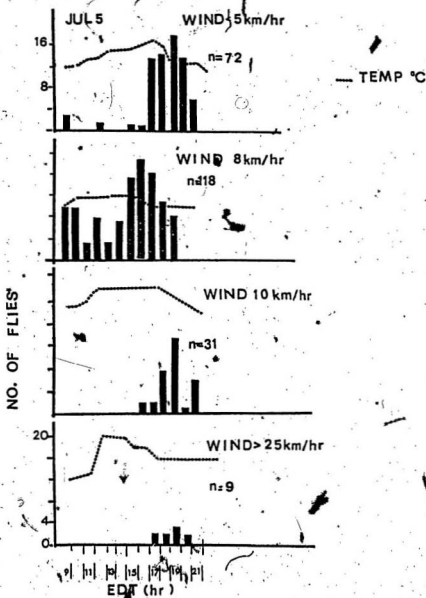 JUL 5 WIND 5 km/hr
16
n=72
TEMP °C
8
WIND 8 km/hr
n=118
WIND 10 km/hr
n=31
NO. OF FLIES
20
WIND > 25 km/hr
n=9
4
0
9 11 13 15 17 19 21
EDT (hr)